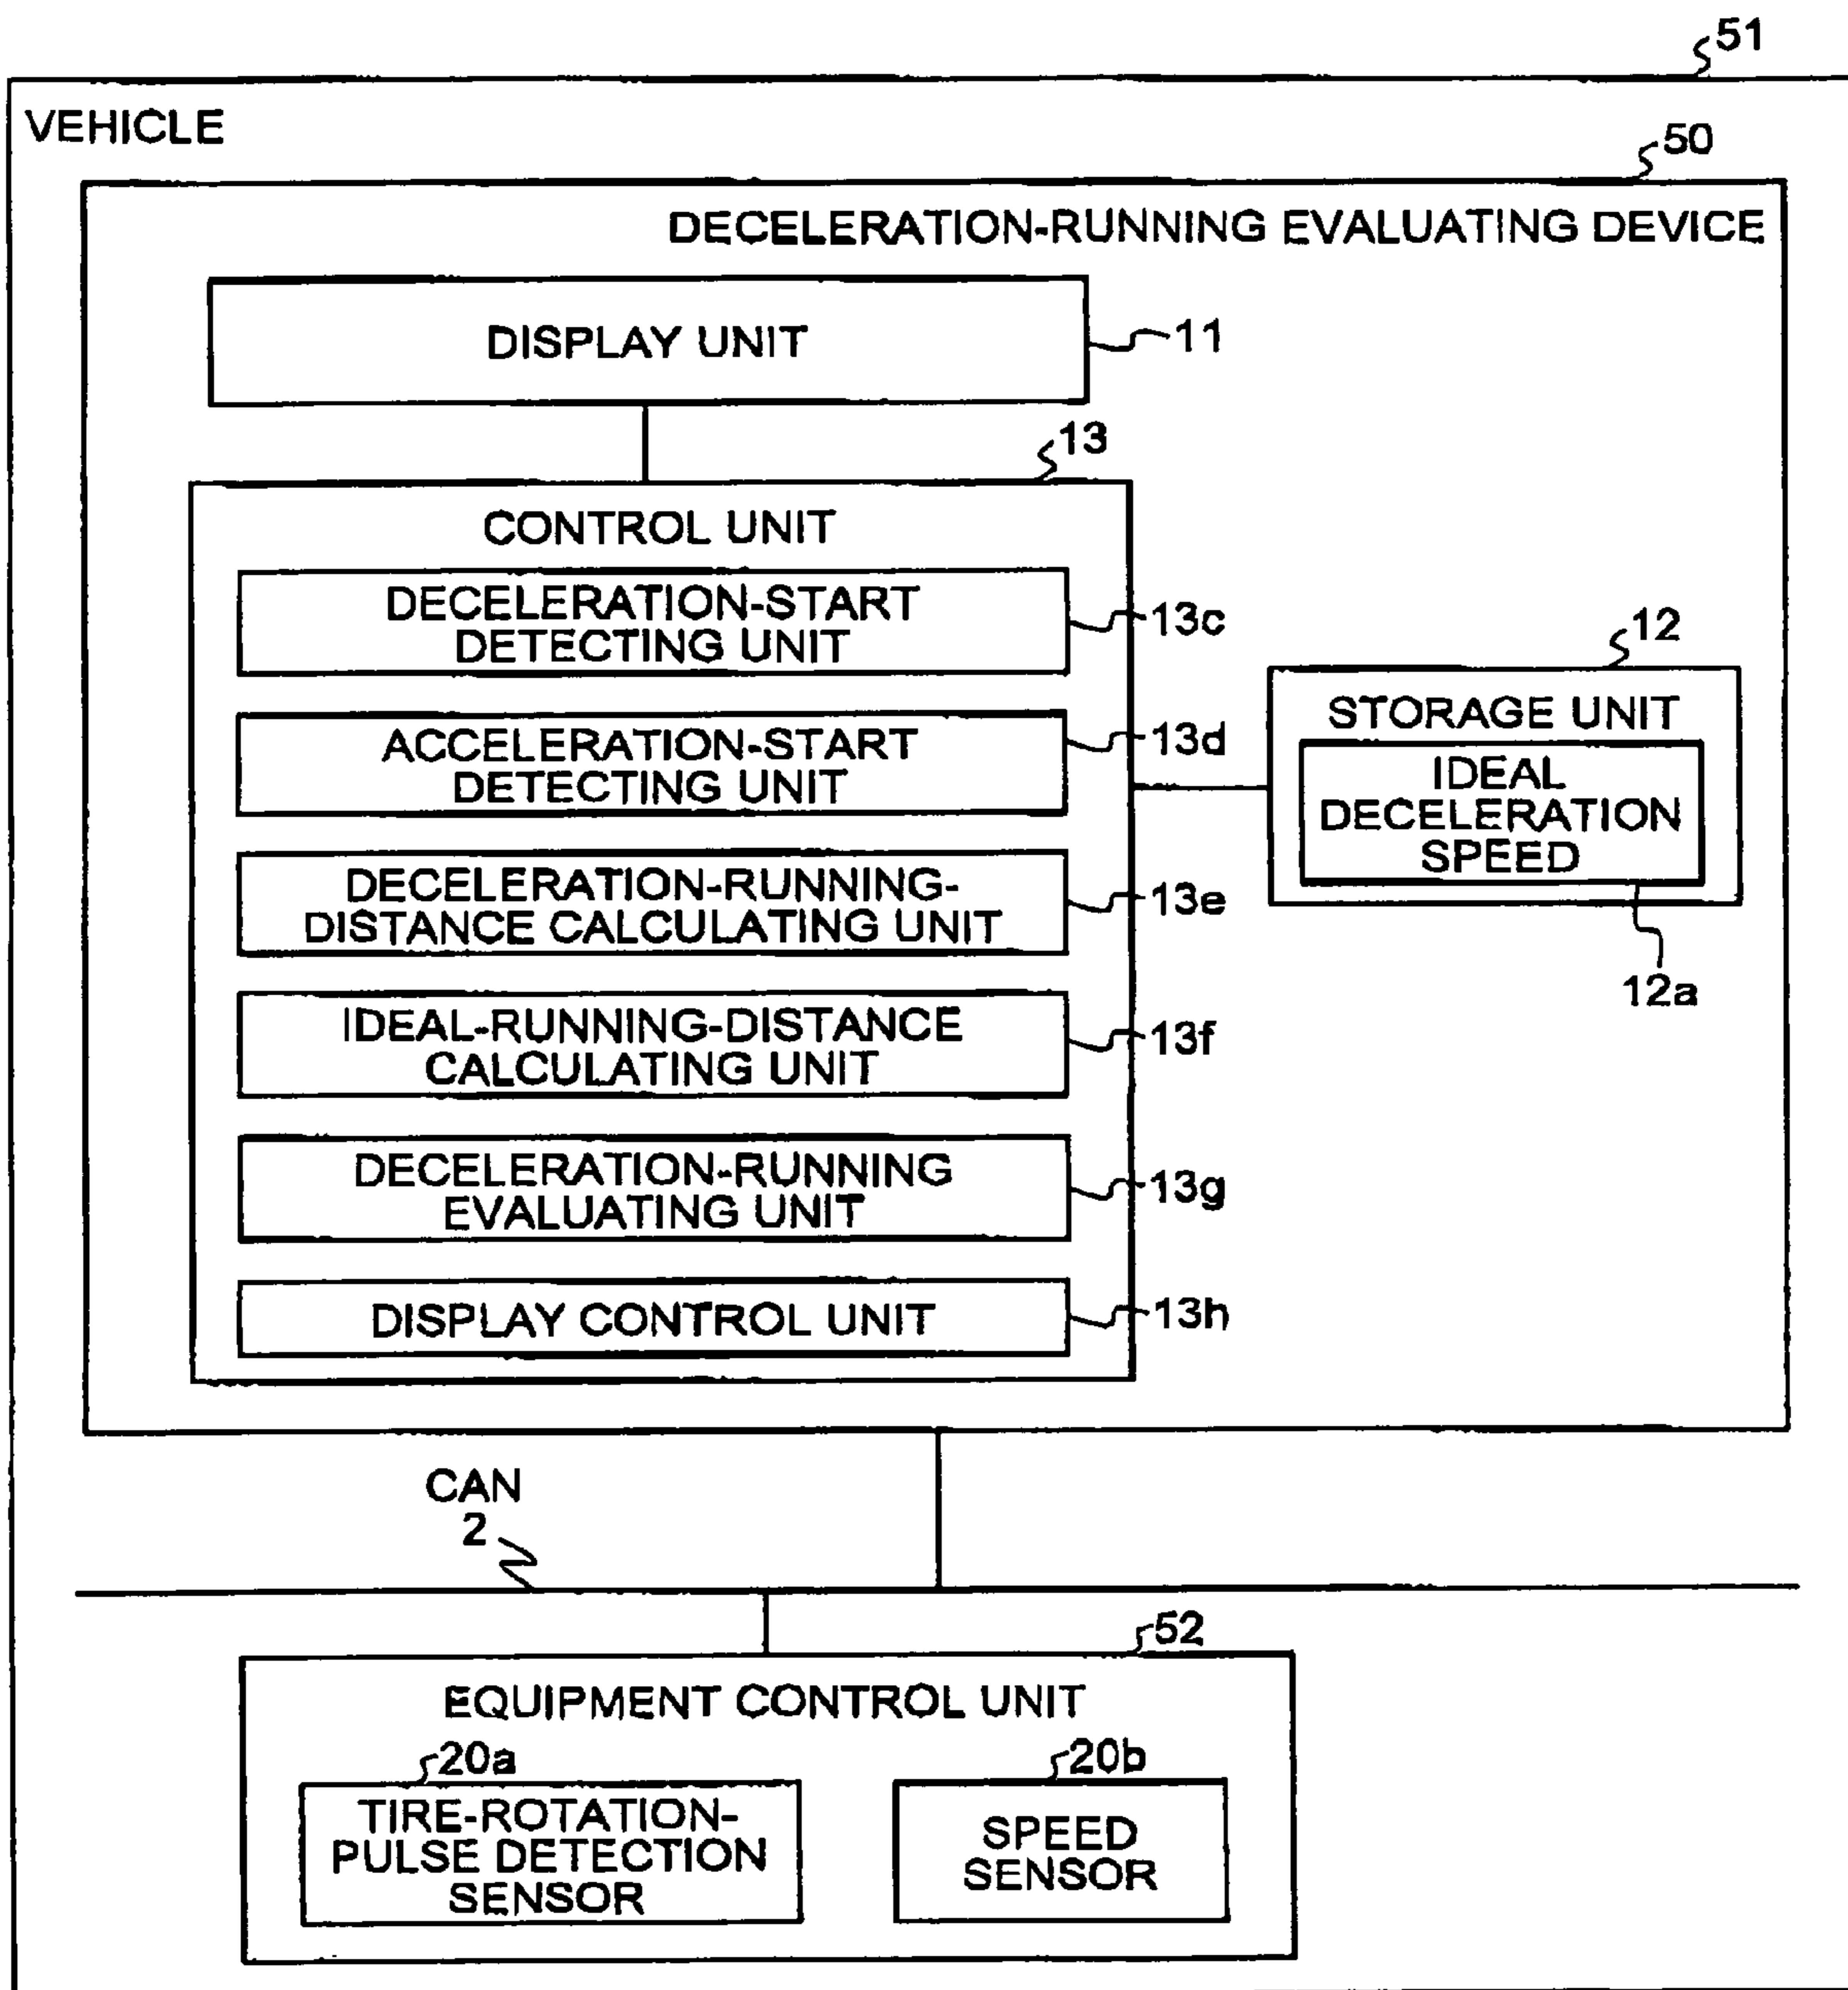 51
VEHICLE
50
DECELERATION-RUNNING EVALUATING DEVICE
DISPLAY UNIT
11
13
CONTROL UNIT
DECELERATION-START
DETECTING UNIT
13c
ACCELERATION-START
DETECTING UNIT
13d
DECELERATION-RUNNING-
DISTANCE CALCULATING UNIT
13e
IDEAL-RUNNING-DISTANCE
CALCULATING UNIT
13f
DECELERATION-RUNNING
EVALUATING UNIT
13g
DISPLAY CONTROL UNIT
13h
12
STORAGE UNIT
IDEAL
DECELERATION
SPEED
12a
CAN
2
52
EQUIPMENT CONTROL UNIT
20a
TIRE-ROTATION-
PULSE DETECTION
SENSOR
20b
SPEED
SENSOR